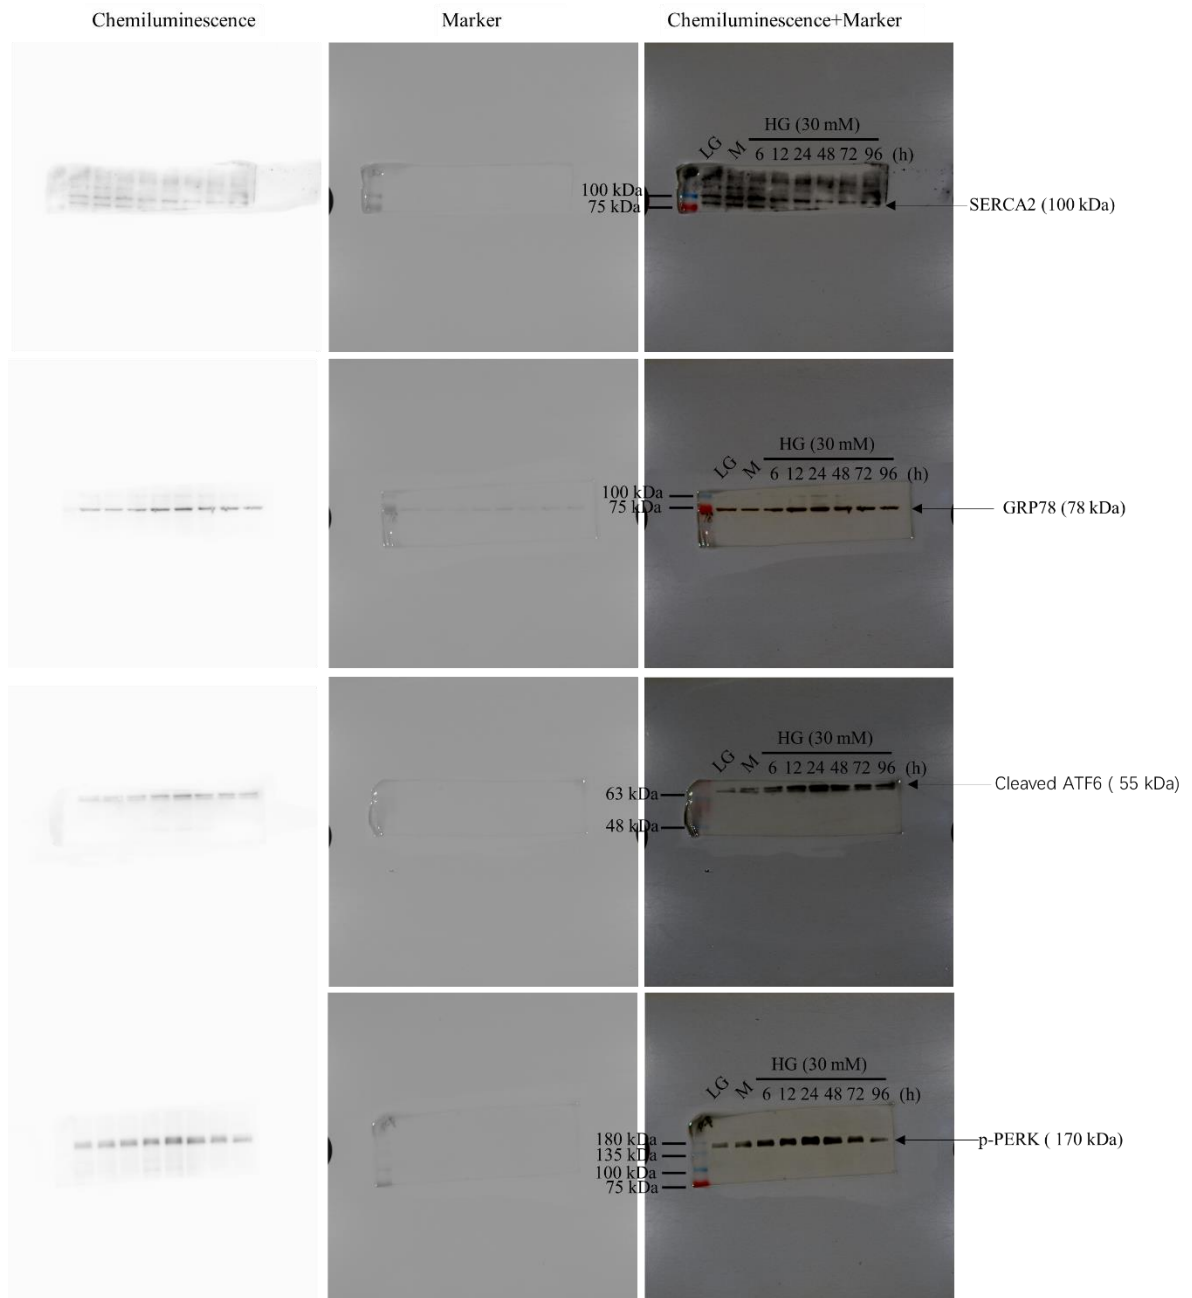 Chemiluminescence Marker Chemiluminescence+Marker
HG (30 mM)
LG M 6 12 24 48 72 96 (h)
100 kDa
75 kDa
SERCA2 (100 kDa)
HG (30 mM)
LG M 6 12 24 48 72 96 (h)
100 kDa
75 kDa
GRP78 (78 kDa)
HG (30 mM)
LG M 6 12 24 48 72 96 (h)
63 kDa
48 kDa
Cleaved ATF6 ( 55 kDa)
HG (30 mM)
LG M 6 12 24 48 72 96 (h)
180 kDa
135 kDa
100 kDa
75 kDa
p-PERK ( 170 kDa)